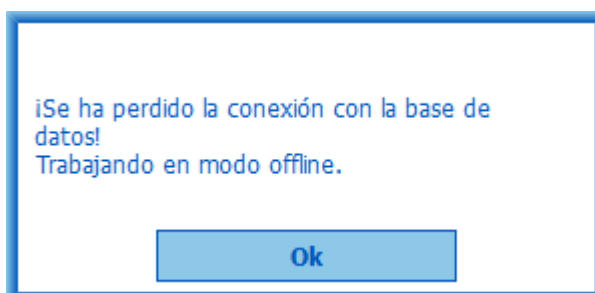 ¡Se ha perdido la conexión con la base de
datos!
Trabajando en modo offline.
Ok